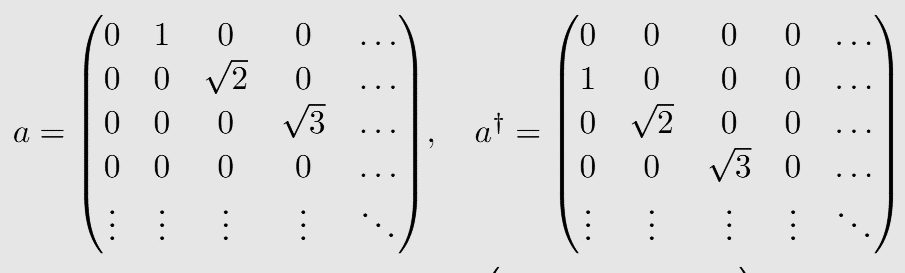 a = ( 0 1 0 0 … ; 0 0 √2 0 … ; 0 0 0 √3 … ; 0 0 0 0 … ; ⋮ ⋮ ⋮ ⋮ ⋱ ), a† = ( 0 0 0 0 … ; 1 0 0 0 … ; 0 √2 0 0 … ; 0 0 √3 0 … ; ⋮ ⋮ ⋮ ⋮ ⋱ )